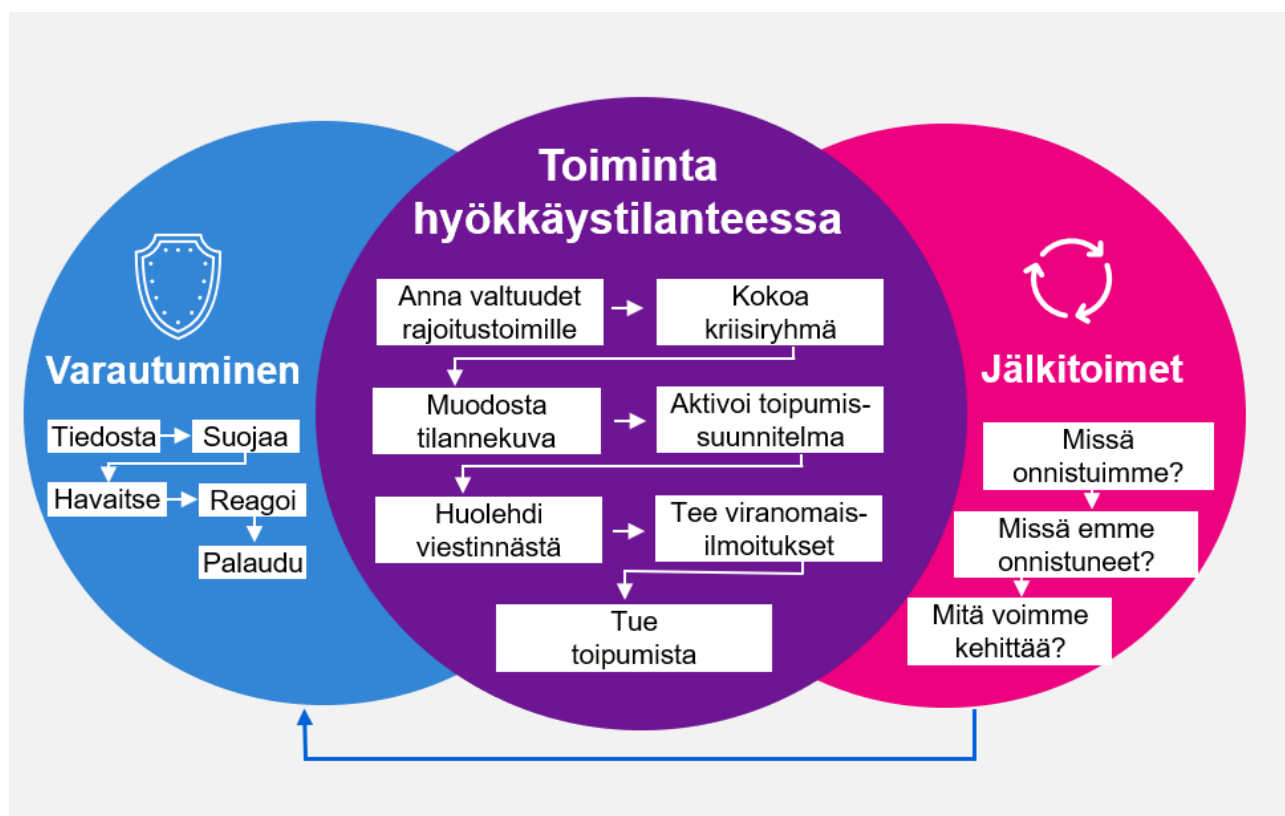 Varautuminen
Tiedosta
Suojaa
Havaitse
Reagoi
Palaudu
Toiminta
hyökkäystilanteessa
Anna valtuudet
rajoitustoimille
Kokoa
kriisiryhmä
Muodosta
tilannekuva
Aktivoi toipumis-
suunnitelma
Huolehdi
viestinnästä
Tee viranomais-
ilmoitukset
Tue
toipumista
Jälkitoimet
Missä
onnistuimme?
Missä emme
onnistuneet?
Mitä voimme
kehittää?